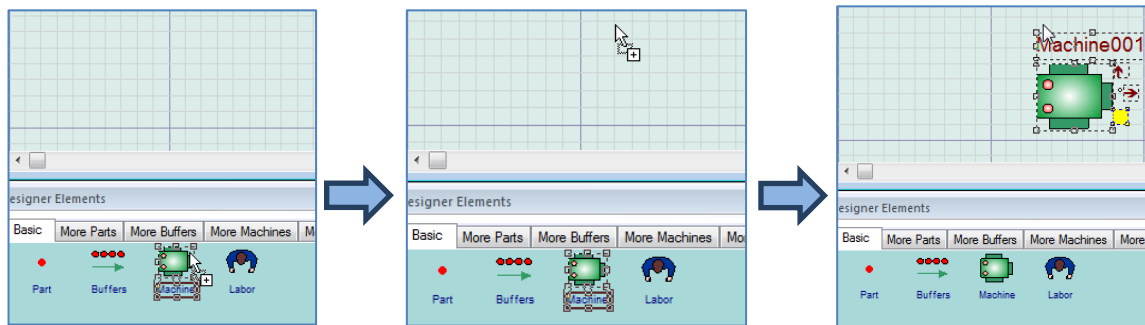 esigner Elements
Basic More Parts More Buffers More Machines M
Part Buffers Machine Labor
esigner Elements
Basic More Parts More Buffers More Machines Mo
Part Buffers Machine Labor
Machine001
esigner Elements
Basic More Parts More Buffers More Machines More
Part Buffers Machine Labor